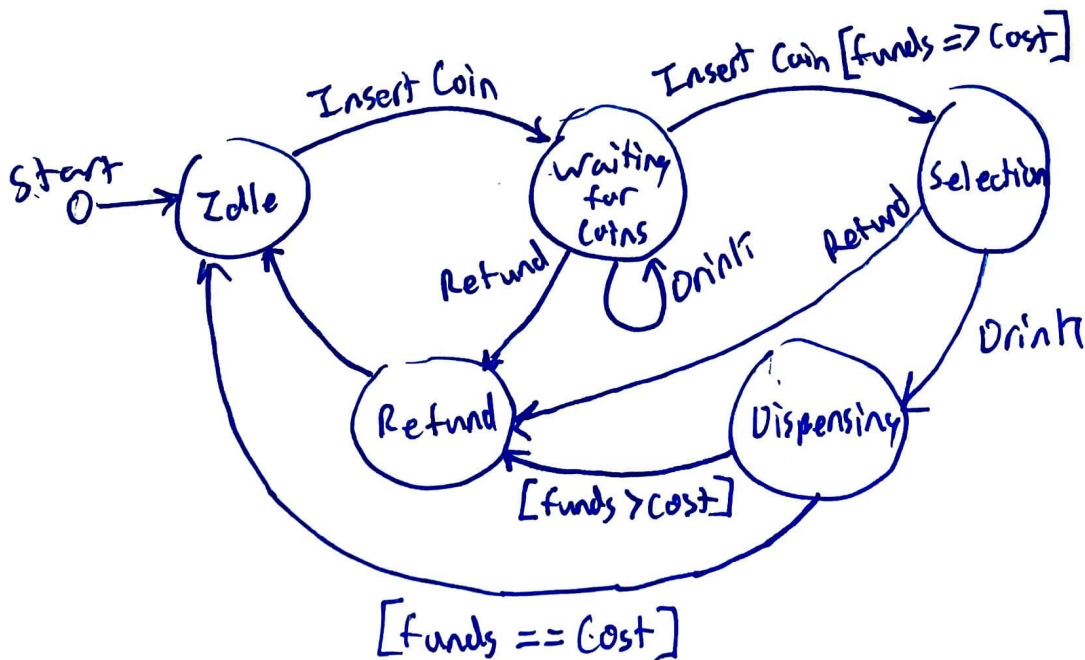 Insert Coin [funds => Cost]
Insert Coin
Start
Idle
Waiting
for
Coins
Selection
Refund
Drink
Refund
Drink
Refund
Dispensing
[funds > cost]
[funds == Cost]